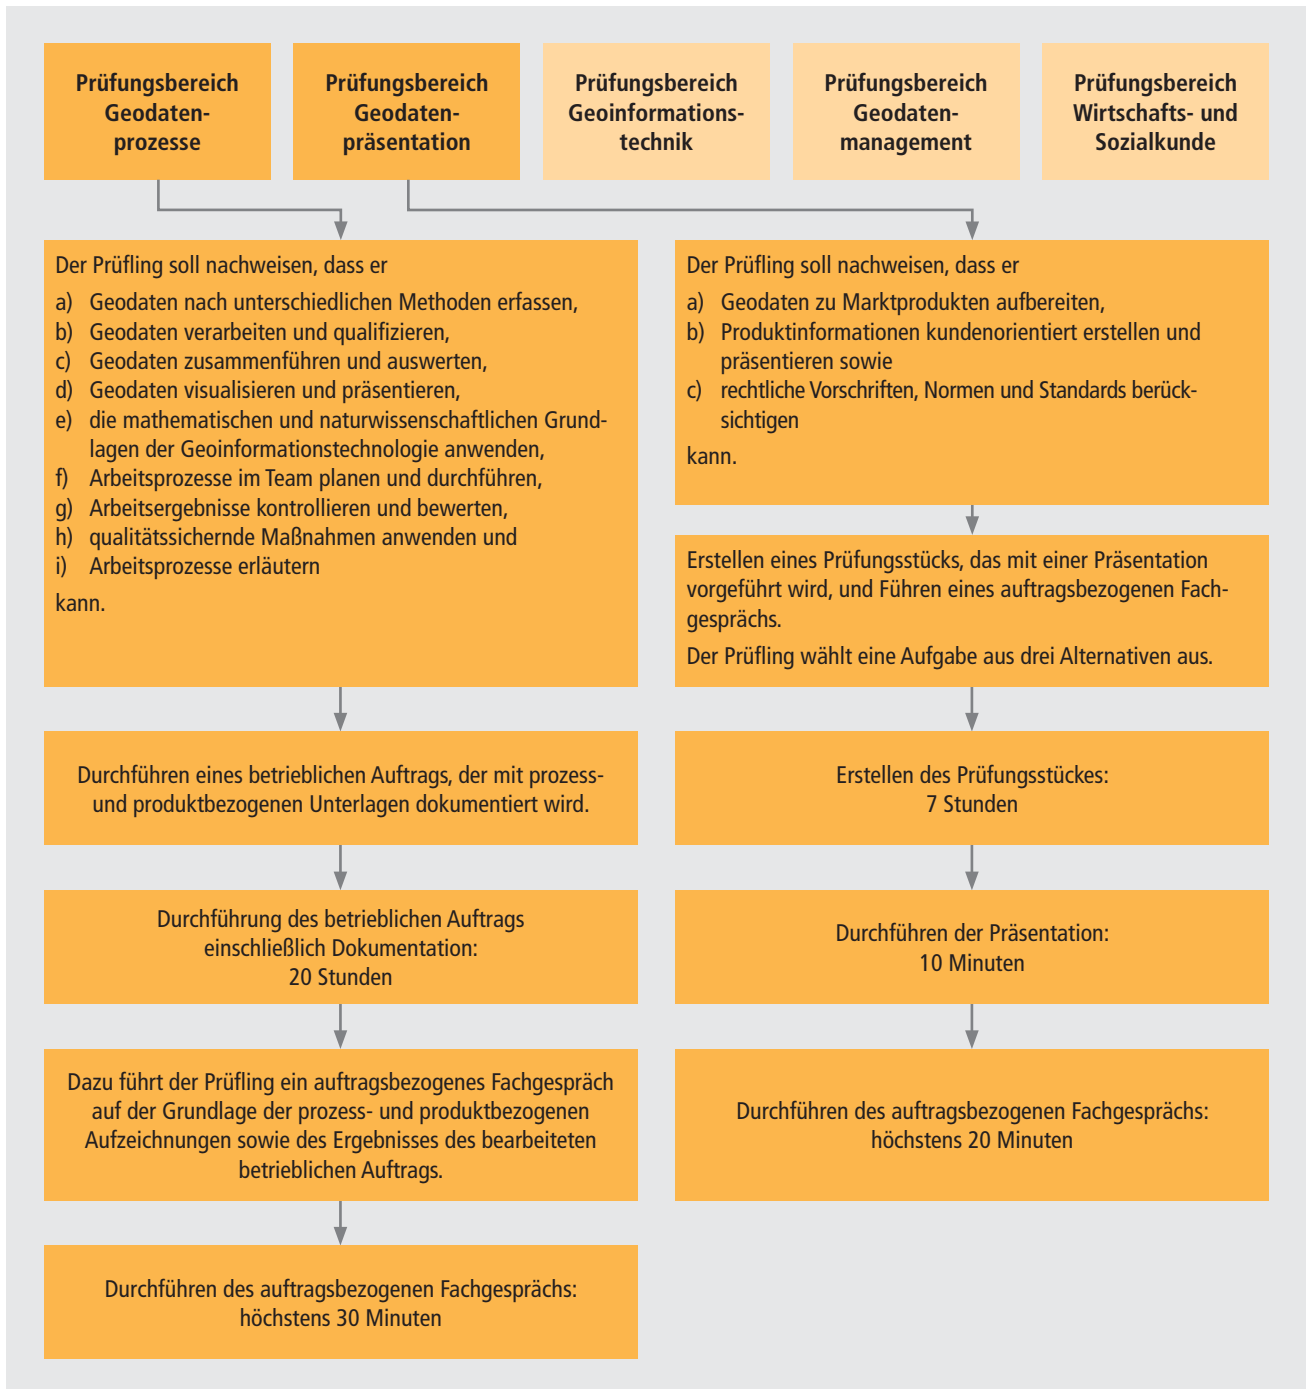 Prüfungsbereich
Geodaten-
prozesse
Prüfungsbereich
Geodaten-
präsentation
Prüfungsbereich
Geoinformations-
technik
Prüfungsbereich
Geodaten-
management
Prüfungsbereich
Wirtschafts- und
Sozialkunde
Der Prüfling soll nachweisen, dass er
a) Geodaten nach unterschiedlichen Methoden erfassen,
b) Geodaten verarbeiten und qualifizieren,
c) Geodaten zusammenführen und auswerten,
d) Geodaten visualisieren und präsentieren,
e) die mathematischen und naturwissenschaftlichen Grund-
lagen der Geoinformationstechnologie anwenden,
f) Arbeitsprozesse im Team planen und durchführen,
g) Arbeitsergebnisse kontrollieren und bewerten,
h) qualitätssichernde Maßnahmen anwenden und
i) Arbeitsprozesse erläutern
kann.
Durchführen eines betrieblichen Auftrags, der mit prozess-
und produktbezogenen Unterlagen dokumentiert wird.
Durchführung des betrieblichen Auftrags
einschließlich Dokumentation:
20 Stunden
Dazu führt der Prüfling ein auftragsbezogenes Fachgespräch
auf der Grundlage der prozess- und produktbezogenen
Aufzeichnungen sowie des Ergebnisses des bearbeiteten
betrieblichen Auftrags.
Durchführen des auftragsbezogenen Fachgesprächs:
höchstens 30 Minuten
Der Prüfling soll nachweisen, dass er
a) Geodaten zu Marktprodukten aufbereiten,
b) Produktinformationen kundenorientiert erstellen und
präsentieren sowie
c) rechtliche Vorschriften, Normen und Standards berück-
sichtigen
kann.
Erstellen eines Prüfungsstücks, das mit einer Präsentation
vorgeführt wird, und Führen eines auftragsbezogenen Fach-
gesprächs.
Der Prüfling wählt eine Aufgabe aus drei Alternativen aus.
Erstellen des Prüfungsstückes:
7 Stunden
Durchführen der Präsentation:
10 Minuten
Durchführen des auftragsbezogenen Fachgesprächs:
höchstens 20 Minuten